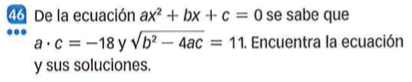 46 De la ecuación ax² + bx + c = 0 se sabe que
a · c = −18 y √b² − 4ac = 11. Encuentra la ecuación
y sus soluciones.